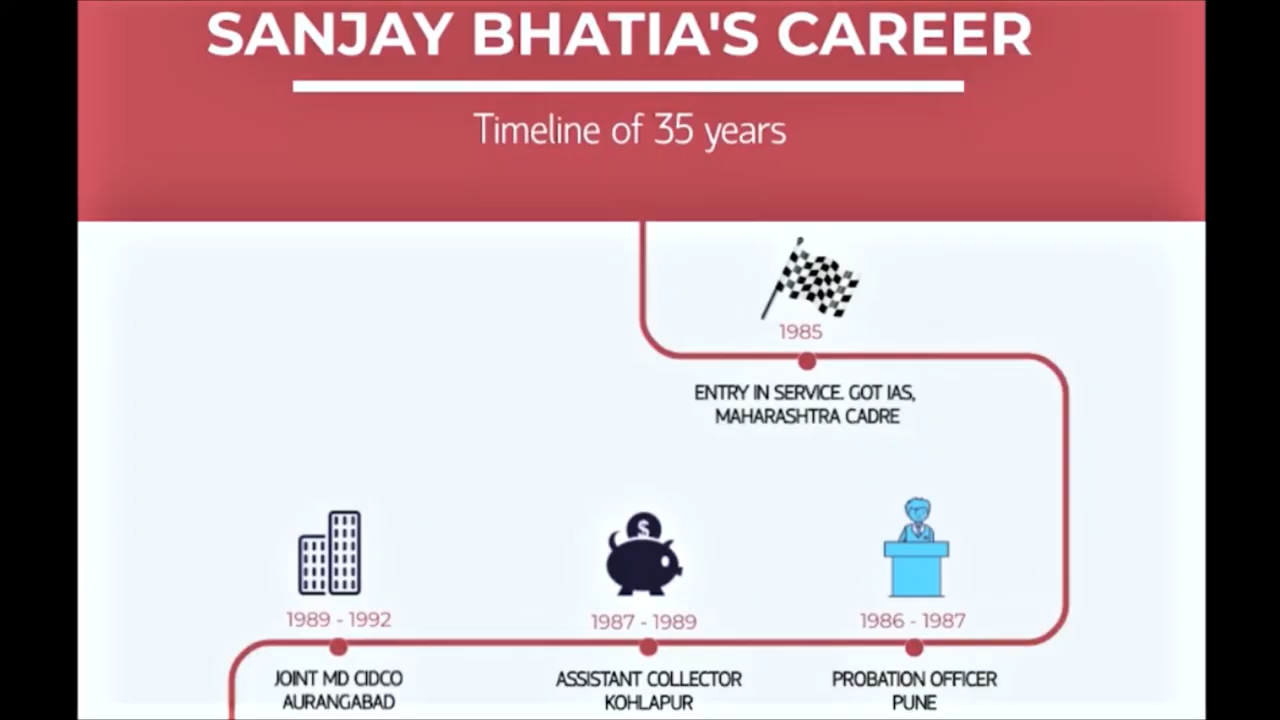 SANJAY BHATIA'S CAREER
Timeline of 35 years
1985
ENTRY IN SERVICE. GOT IAS,
MAHARASHTRA CADRE
$
1989 - 1992
JOINT MD CIDCO
AURANGABAD
1987 - 1989
ASSISTANT COLLECTOR
KOHLAPUR
1986 - 1987
PROBATION OFFICER
PUNE